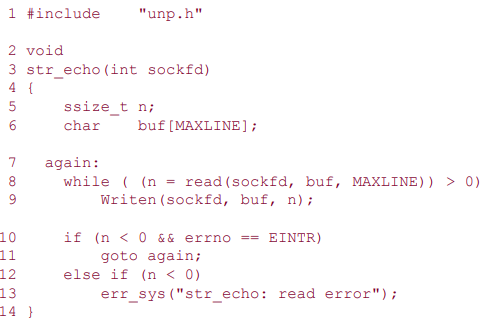 1 #include    "unp.h"
2 void
3 str_echo(int sockfd)
4 {
5     ssize_t n;
6     char    buf[MAXLINE];
7   again:
8     while ( (n = read(sockfd, buf, MAXLINE)) > 0)
9         Writen(sockfd, buf, n);
10     if (n < 0 && errno == EINTR)
11         goto again;
12     else if (n < 0)
13         err_sys("str_echo: read error");
14 }